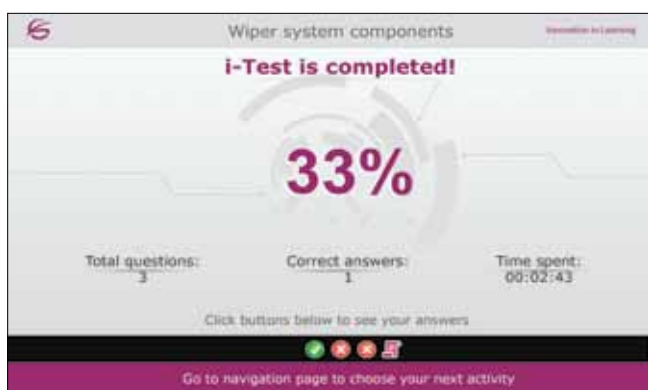 Wiper system components
Innovation in Learning
i-Test is completed!
33%
Total questions:
3
Correct answers:
1
Time spent:
00:02:43
Click buttons below to see your answers
Go to navigation page to choose your next activity